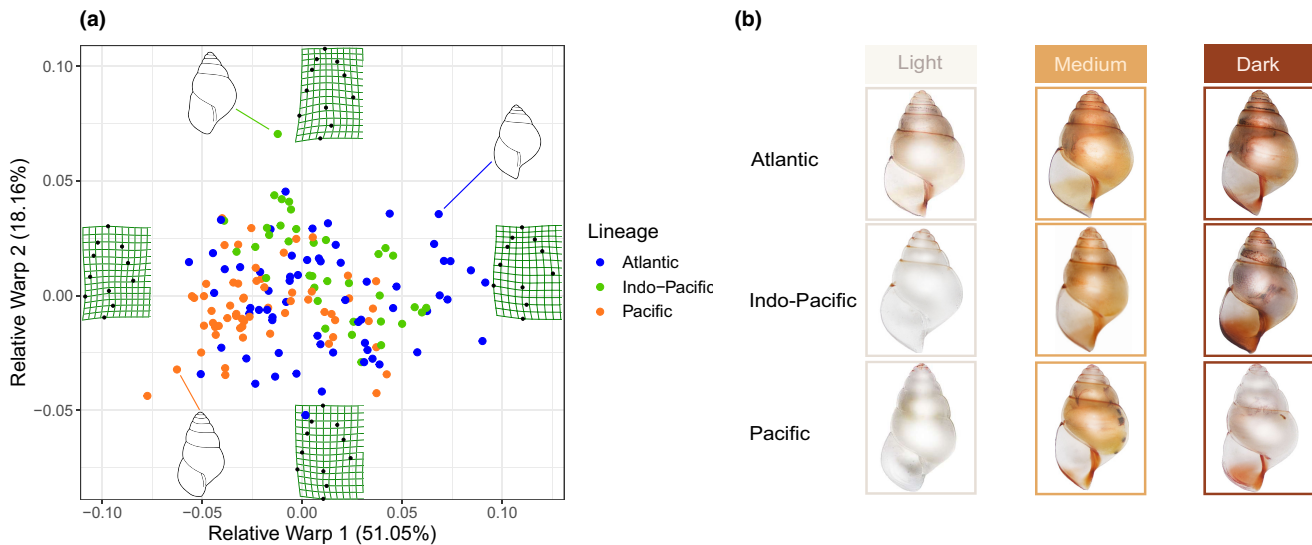 (a)
0.10
0.05
0.00
−0.05
−0.10
−0.05
0.00
0.05
0.10
Relative Warp 2 (18.16%)
Relative Warp 1 (51.05%)
Lineage
Atlantic
Indo-Pacific
Pacific
(b)
Light
Medium
Dark
Atlantic
Indo-Pacific
Pacific